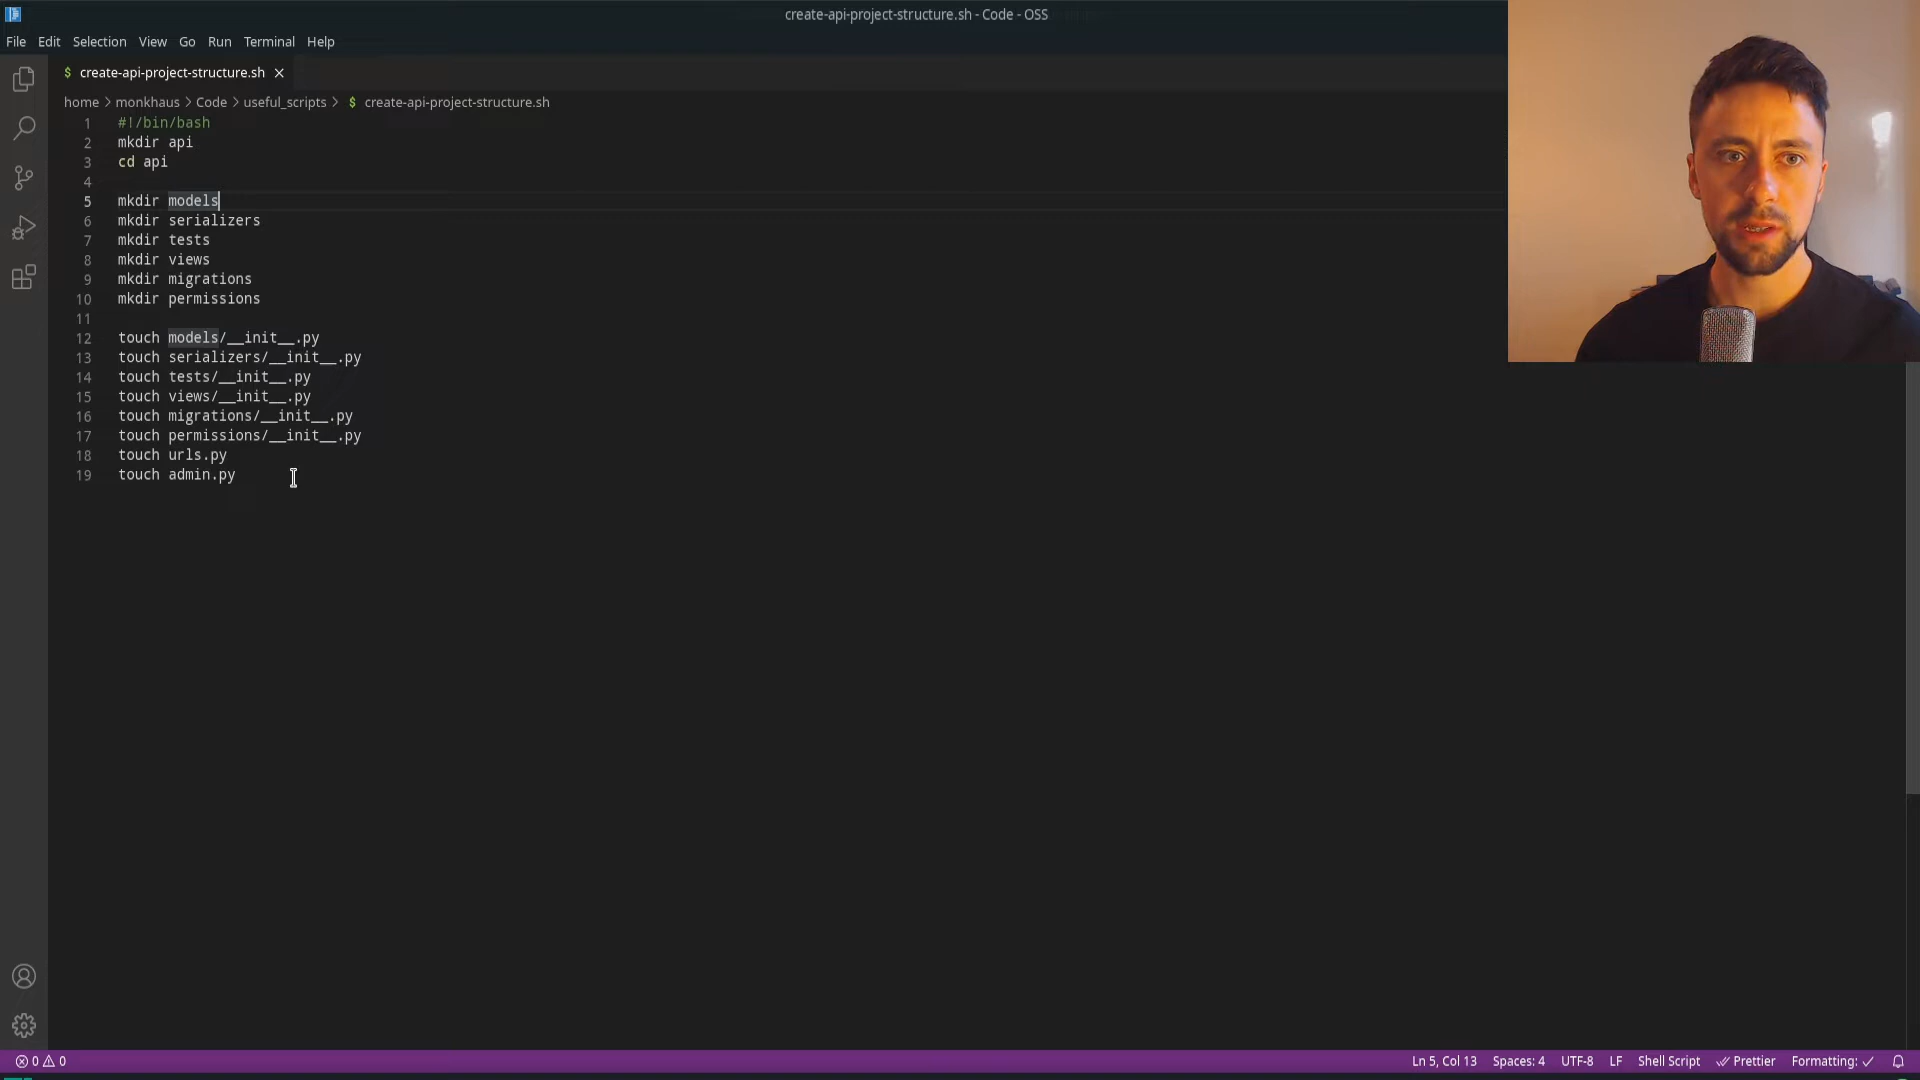 create-api-project-structure.sh - Code - OSS
File Edit Selection View Go Run Terminal Help
$ create-api-project-structure.sh ×
home > monkhaus > Code > useful_scripts > $ create-api-project-structure.sh
1 #!/bin/bash
2 mkdir api
3 cd api
4
5 mkdir models
6 mkdir serializers
7 mkdir tests
8 mkdir views
9 mkdir migrations
10 mkdir permissions
11
12 touch models/__init__.py
13 touch serializers/__init__.py
14 touch tests/__init__.py
15 touch views/__init__.py
16 touch migrations/__init__.py
17 touch permissions/__init__.py
18 touch urls.py
19 touch admin.py
0 0 Ln 5, Col 13 Spaces: 4 UTF-8 LF Shell Script Prettier Formatting: ✓